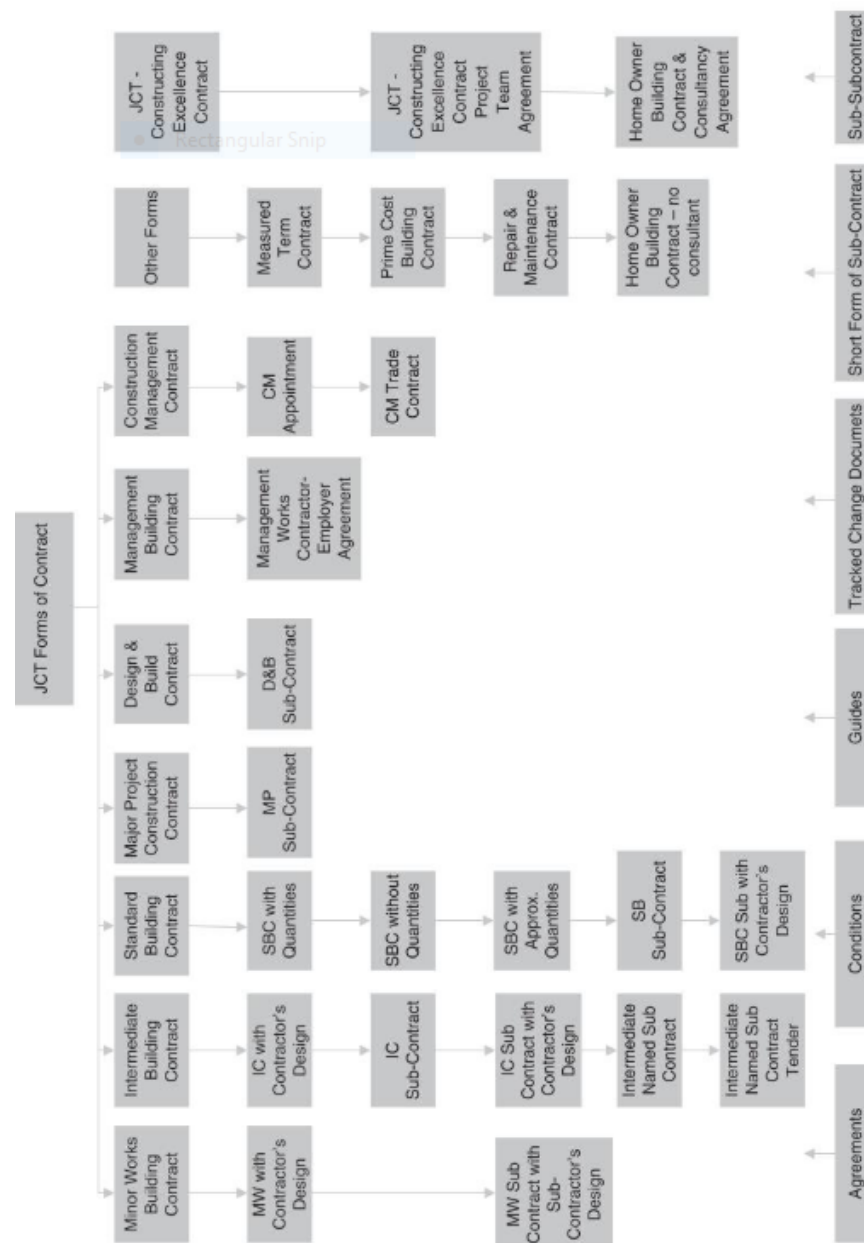 JCT Forms of Contract
Minor Works
Building
Contract
Intermediate
Building
Contract
Standard
Building
Contract
Major Project
Construction
Contract
Design &
Build
Contract
Management
Building
Contract
Construction
Management
Contract
Other Forms
JCT -
Constructing
Excellence
Contract
Rectangular Snip
MW with
Contractor's
Design
IC with
Contractor's
Design
SBC with
Quantities
MP
Sub-Contract
D&B
Sub-Contract
Management
Works
Contractor-
Employer
Agreement
CM
Appointment
Measured
Term
Contract
IC
Sub-Contract
SBC without
Quantities
CM Trade
Contract
Prime Cost
Building
Contract
JCT -
Constructing
Excellence
Contract
Project
Team
Agreement
MW Sub
Contract with
Sub-
Contractor's
Design
IC Sub
Contract with
Contractor's
Design
SBC with
Approx.
Quantities
Repair &
Maintenance
Contract
Intermediate
Named Sub
Contract
SB
Sub-Contract
Home Owner
Building
Contract – no
consultant
Home Owner
Building
Contract &
Consultancy
Agreement
Intermediate
Named Sub
Contract
Tender
SBC Sub with
Contractor's
Design
Agreements
Conditions
Guides
Tracked Change Documets
Short Form of Sub-Contract
Sub-Subcontract